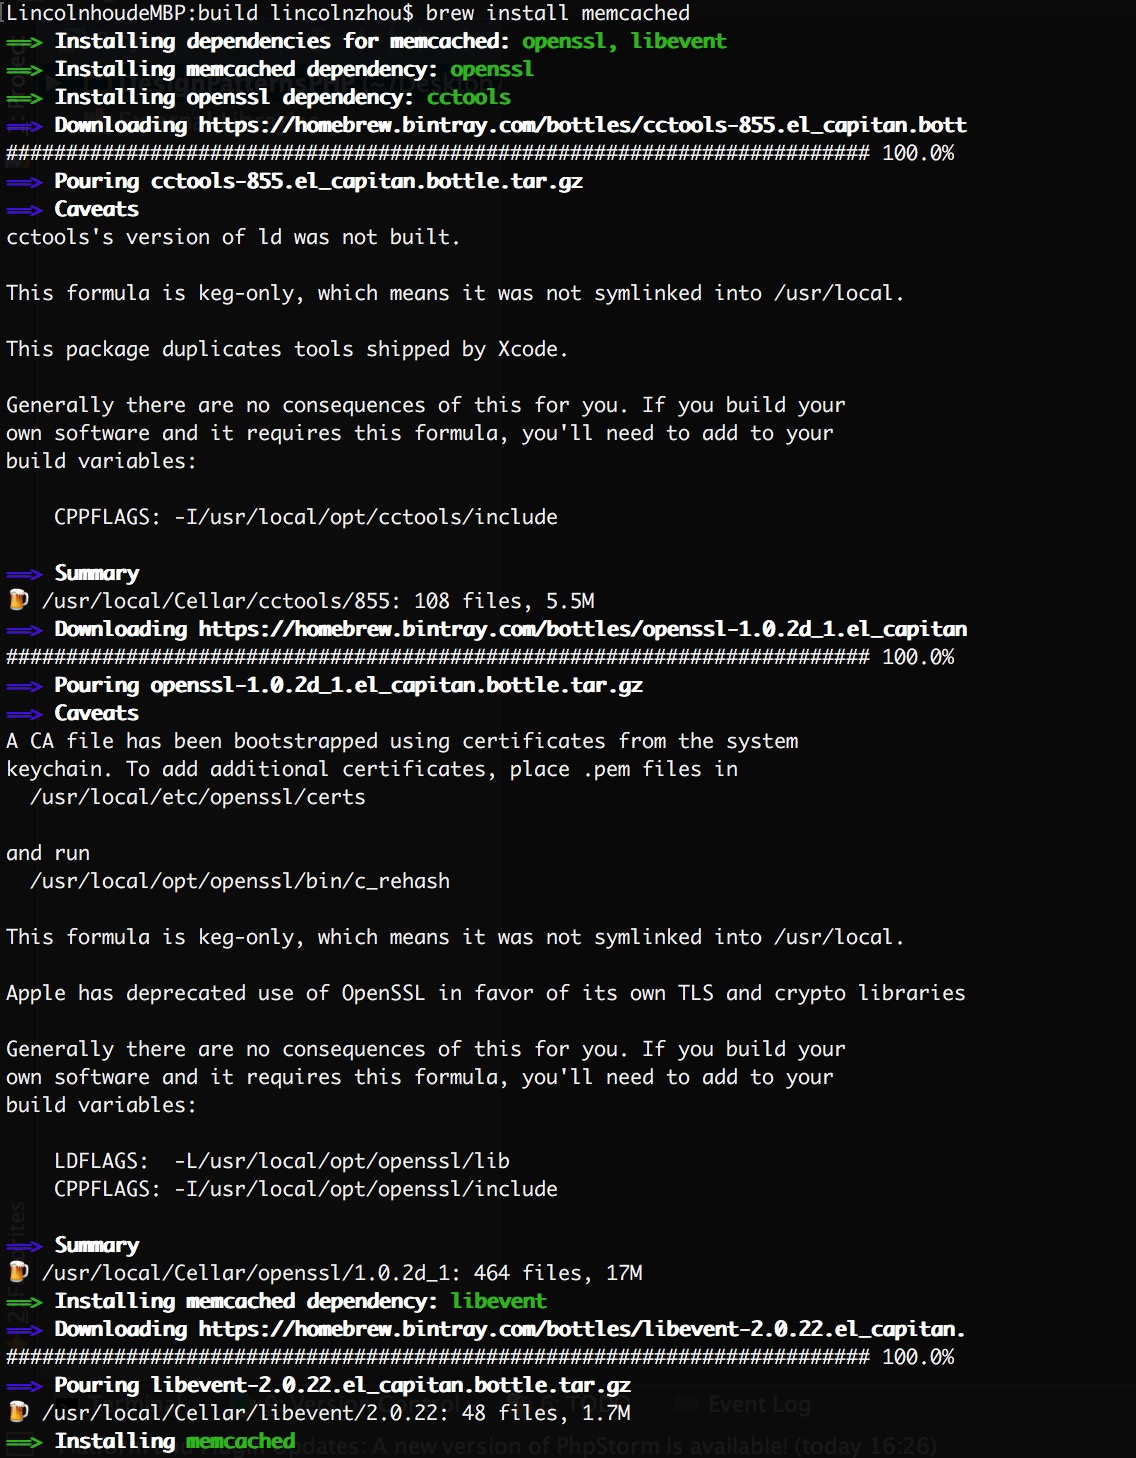 LincolnhoudeMBP:build lincolnzhou$ brew install memcached
==> Installing dependencies for memcached: openssl, libevent
==> Installing memcached dependency: openssl
==> Installing openssl dependency: cctools
==> Downloading https://homebrew.bintray.com/bottles/cctools-855.el_capitan.bott
######################################################################## 100.0%
==> Pouring cctools-855.el_capitan.bottle.tar.gz
==> Caveats
cctools's version of ld was not built.
This formula is keg-only, which means it was not symlinked into /usr/local.
This package duplicates tools shipped by Xcode.
Generally there are no consequences of this for you. If you build your
own software and it requires this formula, you'll need to add to your
build variables:
CPPFLAGS: -I/usr/local/opt/cctools/include
==> Summary
🍺 /usr/local/Cellar/cctools/855: 108 files, 5.5M
==> Downloading https://homebrew.bintray.com/bottles/openssl-1.0.2d_1.el_capitan
######################################################################## 100.0%
==> Pouring openssl-1.0.2d_1.el_capitan.bottle.tar.gz
==> Caveats
A CA file has been bootstrapped using certificates from the system
keychain. To add additional certificates, place .pem files in
/usr/local/etc/openssl/certs
and run
/usr/local/opt/openssl/bin/c_rehash
This formula is keg-only, which means it was not symlinked into /usr/local.
Apple has deprecated use of OpenSSL in favor of its own TLS and crypto libraries
Generally there are no consequences of this for you. If you build your
own software and it requires this formula, you'll need to add to your
build variables:
LDFLAGS:  -L/usr/local/opt/openssl/lib
CPPFLAGS: -I/usr/local/opt/openssl/include
==> Summary
🍺 /usr/local/Cellar/openssl/1.0.2d_1: 464 files, 17M
==> Installing memcached dependency: libevent
==> Downloading https://homebrew.bintray.com/bottles/libevent-2.0.22.el_capitan.
######################################################################## 100.0%
==> Pouring libevent-2.0.22.el_capitan.bottle.tar.gz
Event Log
🍺 /usr/local/Cellar/libevent/2.0.22: 48 files, 1.7M
==> Installing memcached
Updates: A new version of PhpStorm is available! (today 16:26)